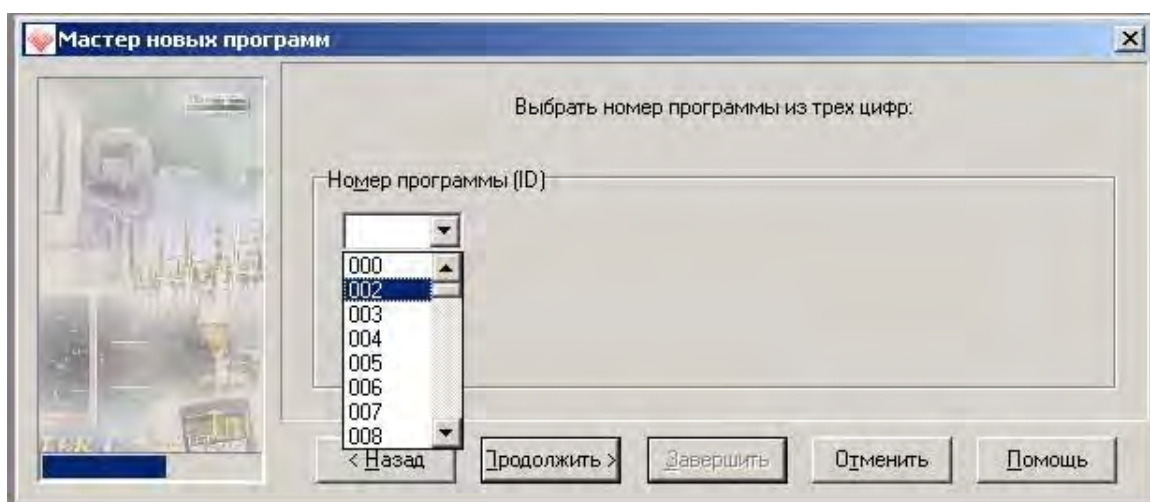 Мастер новых программ
Выбрать номер программы из трех цифр:
Номер программы (ID)
000
002
003
004
005
006
007
008
< Назад
Продолжить >
Завершить
Отменить
Помощь